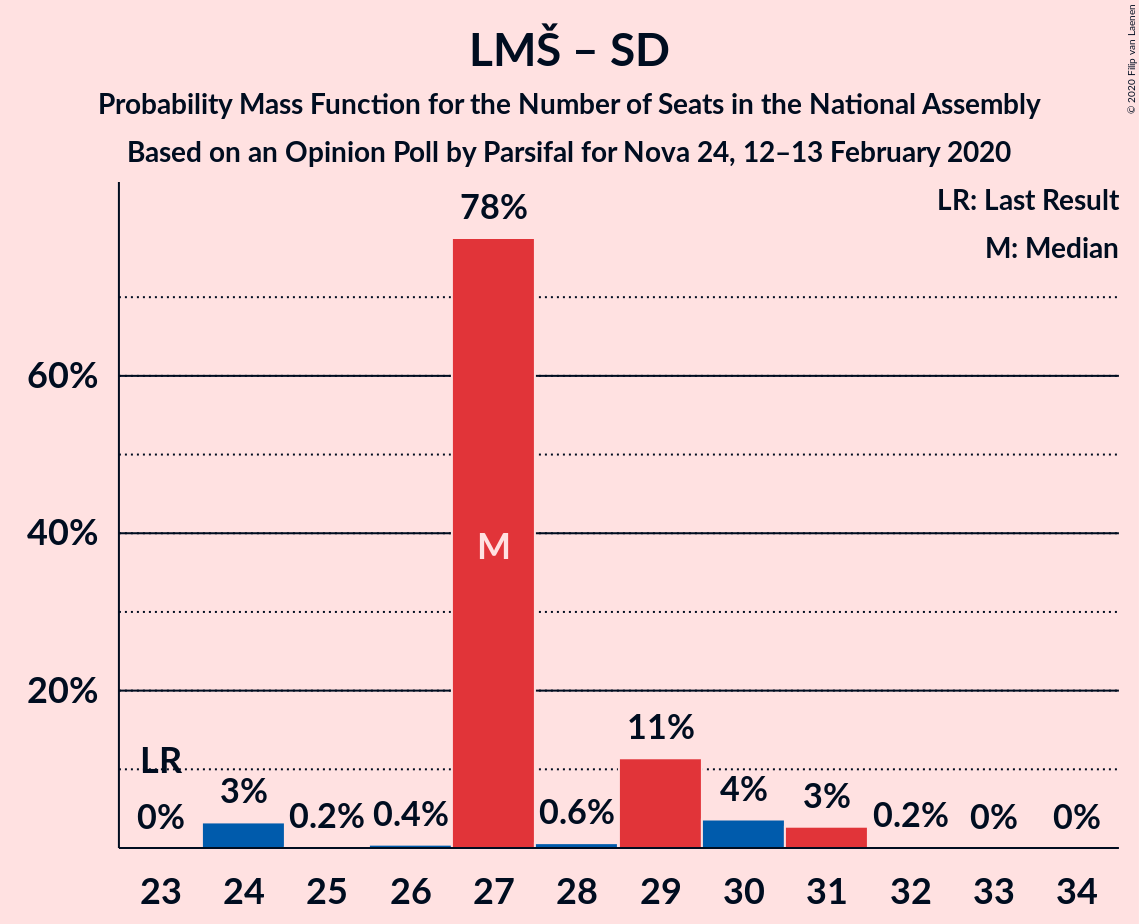 LMŠ – SD
Probability Mass Function for the Number of Seats in the National Assembly
Based on an Opinion Poll by Parsifal for Nova 24, 12–13 February 2020
© 2020 Filip van Laenen
LR: Last Result
M: Median
60%
40%
20%
LR
0%
3%
0.2%
0.4%
78%
M
0.6%
11%
4%
3%
0.2%
0%
0%
23 24 25 26 27 28 29 30 31 32 33 34